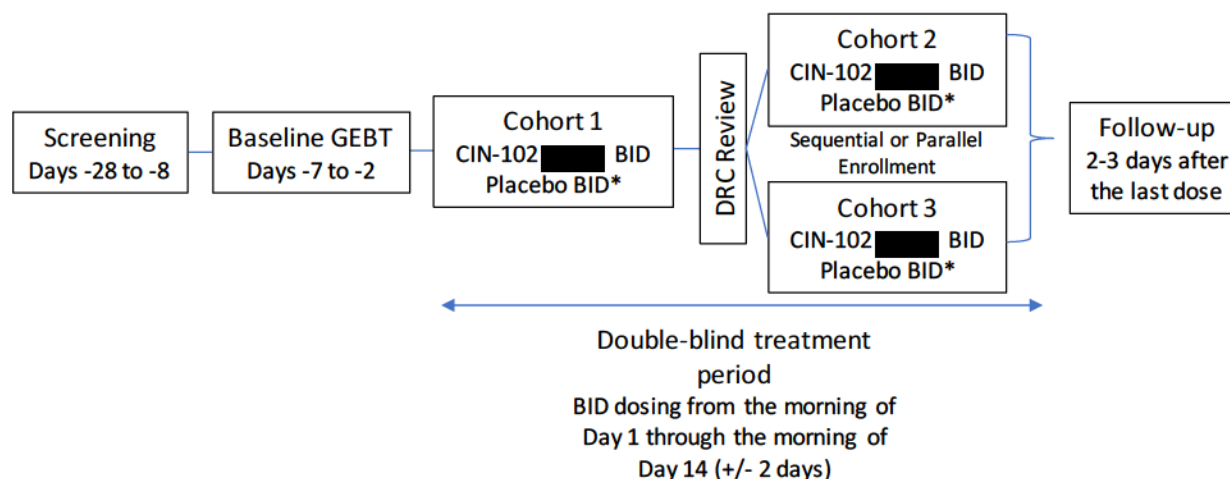 Screening
Days -28 to -8
Baseline GEBT
Days -7 to -2
Cohort 1
CIN-102 BID
Placebo BID*
DRC Review
Cohort 2
CIN-102 BID
Placebo BID*
Sequential or Parallel
Enrollment
Cohort 3
CIN-102 BID
Placebo BID*
Follow-up
2-3 days after
the last dose
Double-blind treatment
period
BID dosing from the morning of
Day 1 through the morning of
Day 14 (+/- 2 days)